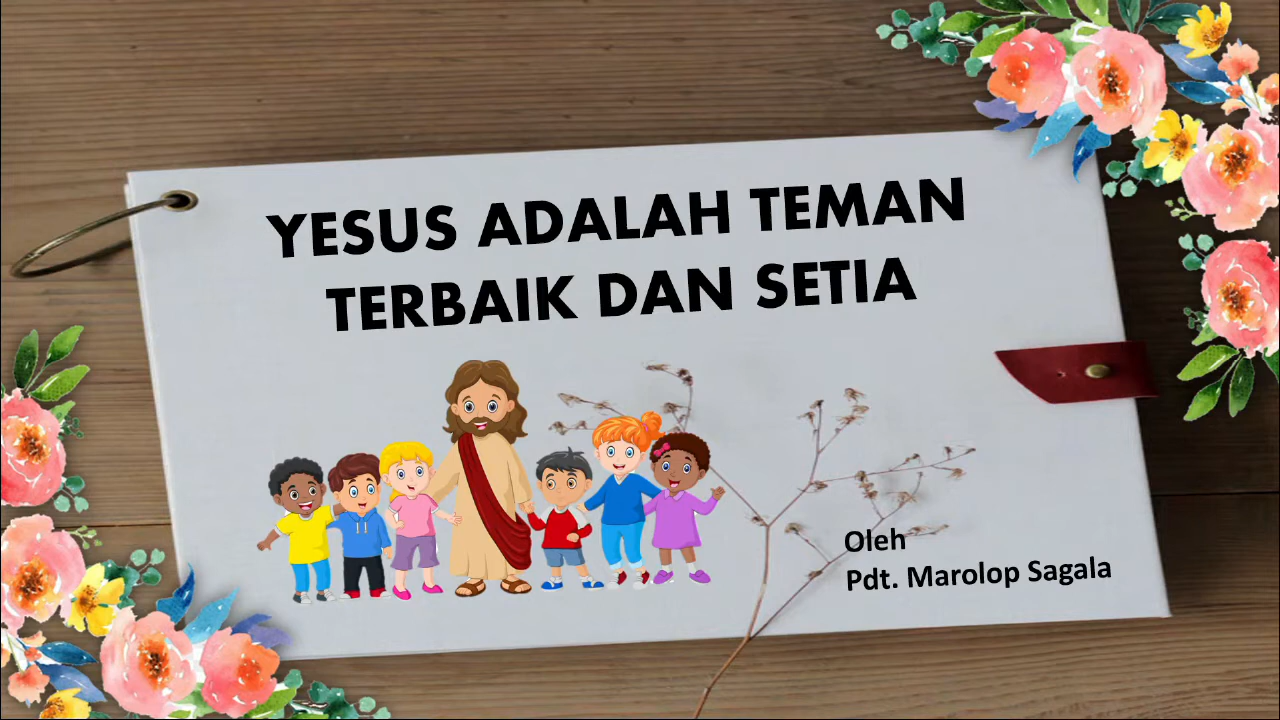 YESUS ADALAH TEMAN
TERBAIK DAN SETIA
Oleh
Pdt. Marolop Sagala